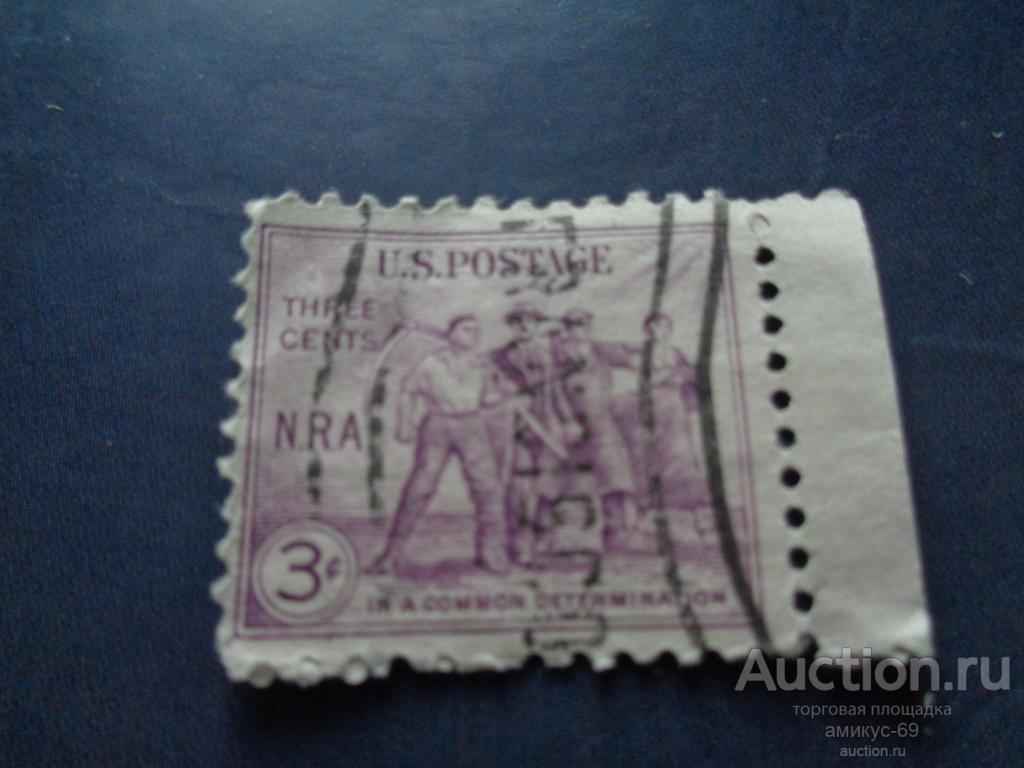 U.S. POSTAGE
THREE
CENTS
N.R.A.
3¢
IN A COMMON DETERMINATION
Auction.ru
торговая площадка
амикус-69
auction.ru